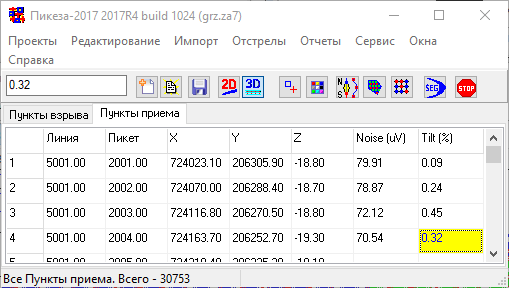 Пикеза-2017 2017R4 build 1024 (grz.za7)
Проекты Редактирование Импорт Отстрелы Отчеты Сервис Окна
Справка
0.32 2D 3D N S SEG STOP
Пункты взрыва Пункты приема
Линия Пикет X Y Z Noise (uV) Tilt (%)
1 5001.00 2001.00 724023.10 206305.90 -18.80 79.91 0.09
2 5001.00 2002.00 724070.00 206288.40 -18.70 78.87 0.24
3 5001.00 2003.00 724116.80 206270.50 -18.80 72.12 0.45
4 5001.00 2004.00 724163.70 206252.70 -19.30 70.54 0.32
Все Пункты приема. Всего - 30753